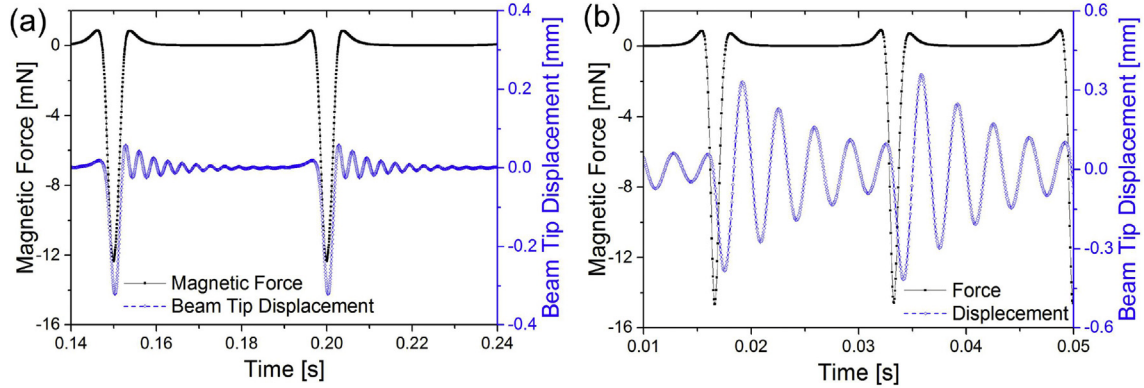 (a)
0
-4
-8
-12
-16
Magnetic Force [mN]
0.4
0.2
0.0
-0.2
-0.4
Beam Tip Displacement [mm]
Magnetic Force
Beam Tip Displacement
0.14 0.16 0.18 0.20 0.22 0.24
Time [s]
(b)
0
-4
-8
-12
-16
Magnetic Force [mN]
0.6
0.3
0.0
-0.3
-0.6
Beam Tip Displacement [mm]
Force
Displecement
0.01 0.02 0.03 0.04 0.05
Time [s]